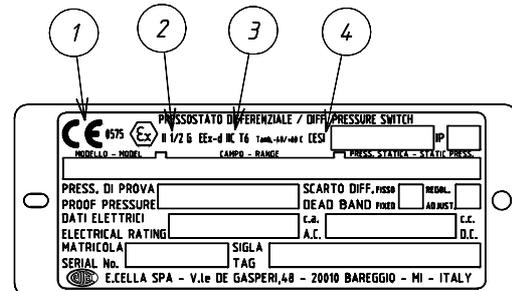 1 2 3 4
PRESSOSTATO DIFFERENZIALE / DIFF. PRESSURE SWITCH
CE 0575 Ex II 1/2 G EEx-d IIC T6 Tamb.-60/+80 C CESI IP
MODELLO - MODEL CAMPO - RANGE PRESS. STATICA - STATIC PRESS.
PRESS. DI PROVA SCARTO DIFF. FISSO REGOL.
PROOF PRESSURE DEAD BAND FIXED ADJUST.
DATI ELETTRICI c.a. c.c.
ELECTRICAL RATING A.C. D.C.
MATRICOLA SIGLA
SERIAL No. TAG
E.CELLA SPA - V.le DE GASPERI,48 - 20010 BAREGGIO - MI - ITALY